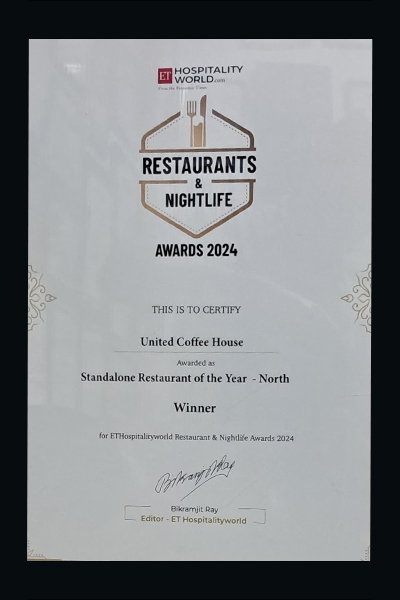 ET HOSPITALITY
WORLD.com
From the Economic Times
RESTAURANTS
&
NIGHTLIFE
AWARDS 2024
THIS IS TO CERTIFY
United Coffee House
Awarded as
Standalone Restaurant of the Year - North
Winner
for ETHospitalityworld Restaurant & Nightlife Awards 2024
Bikramjit Ray
Bikramjit Ray
Editor - ET Hospitalityworld